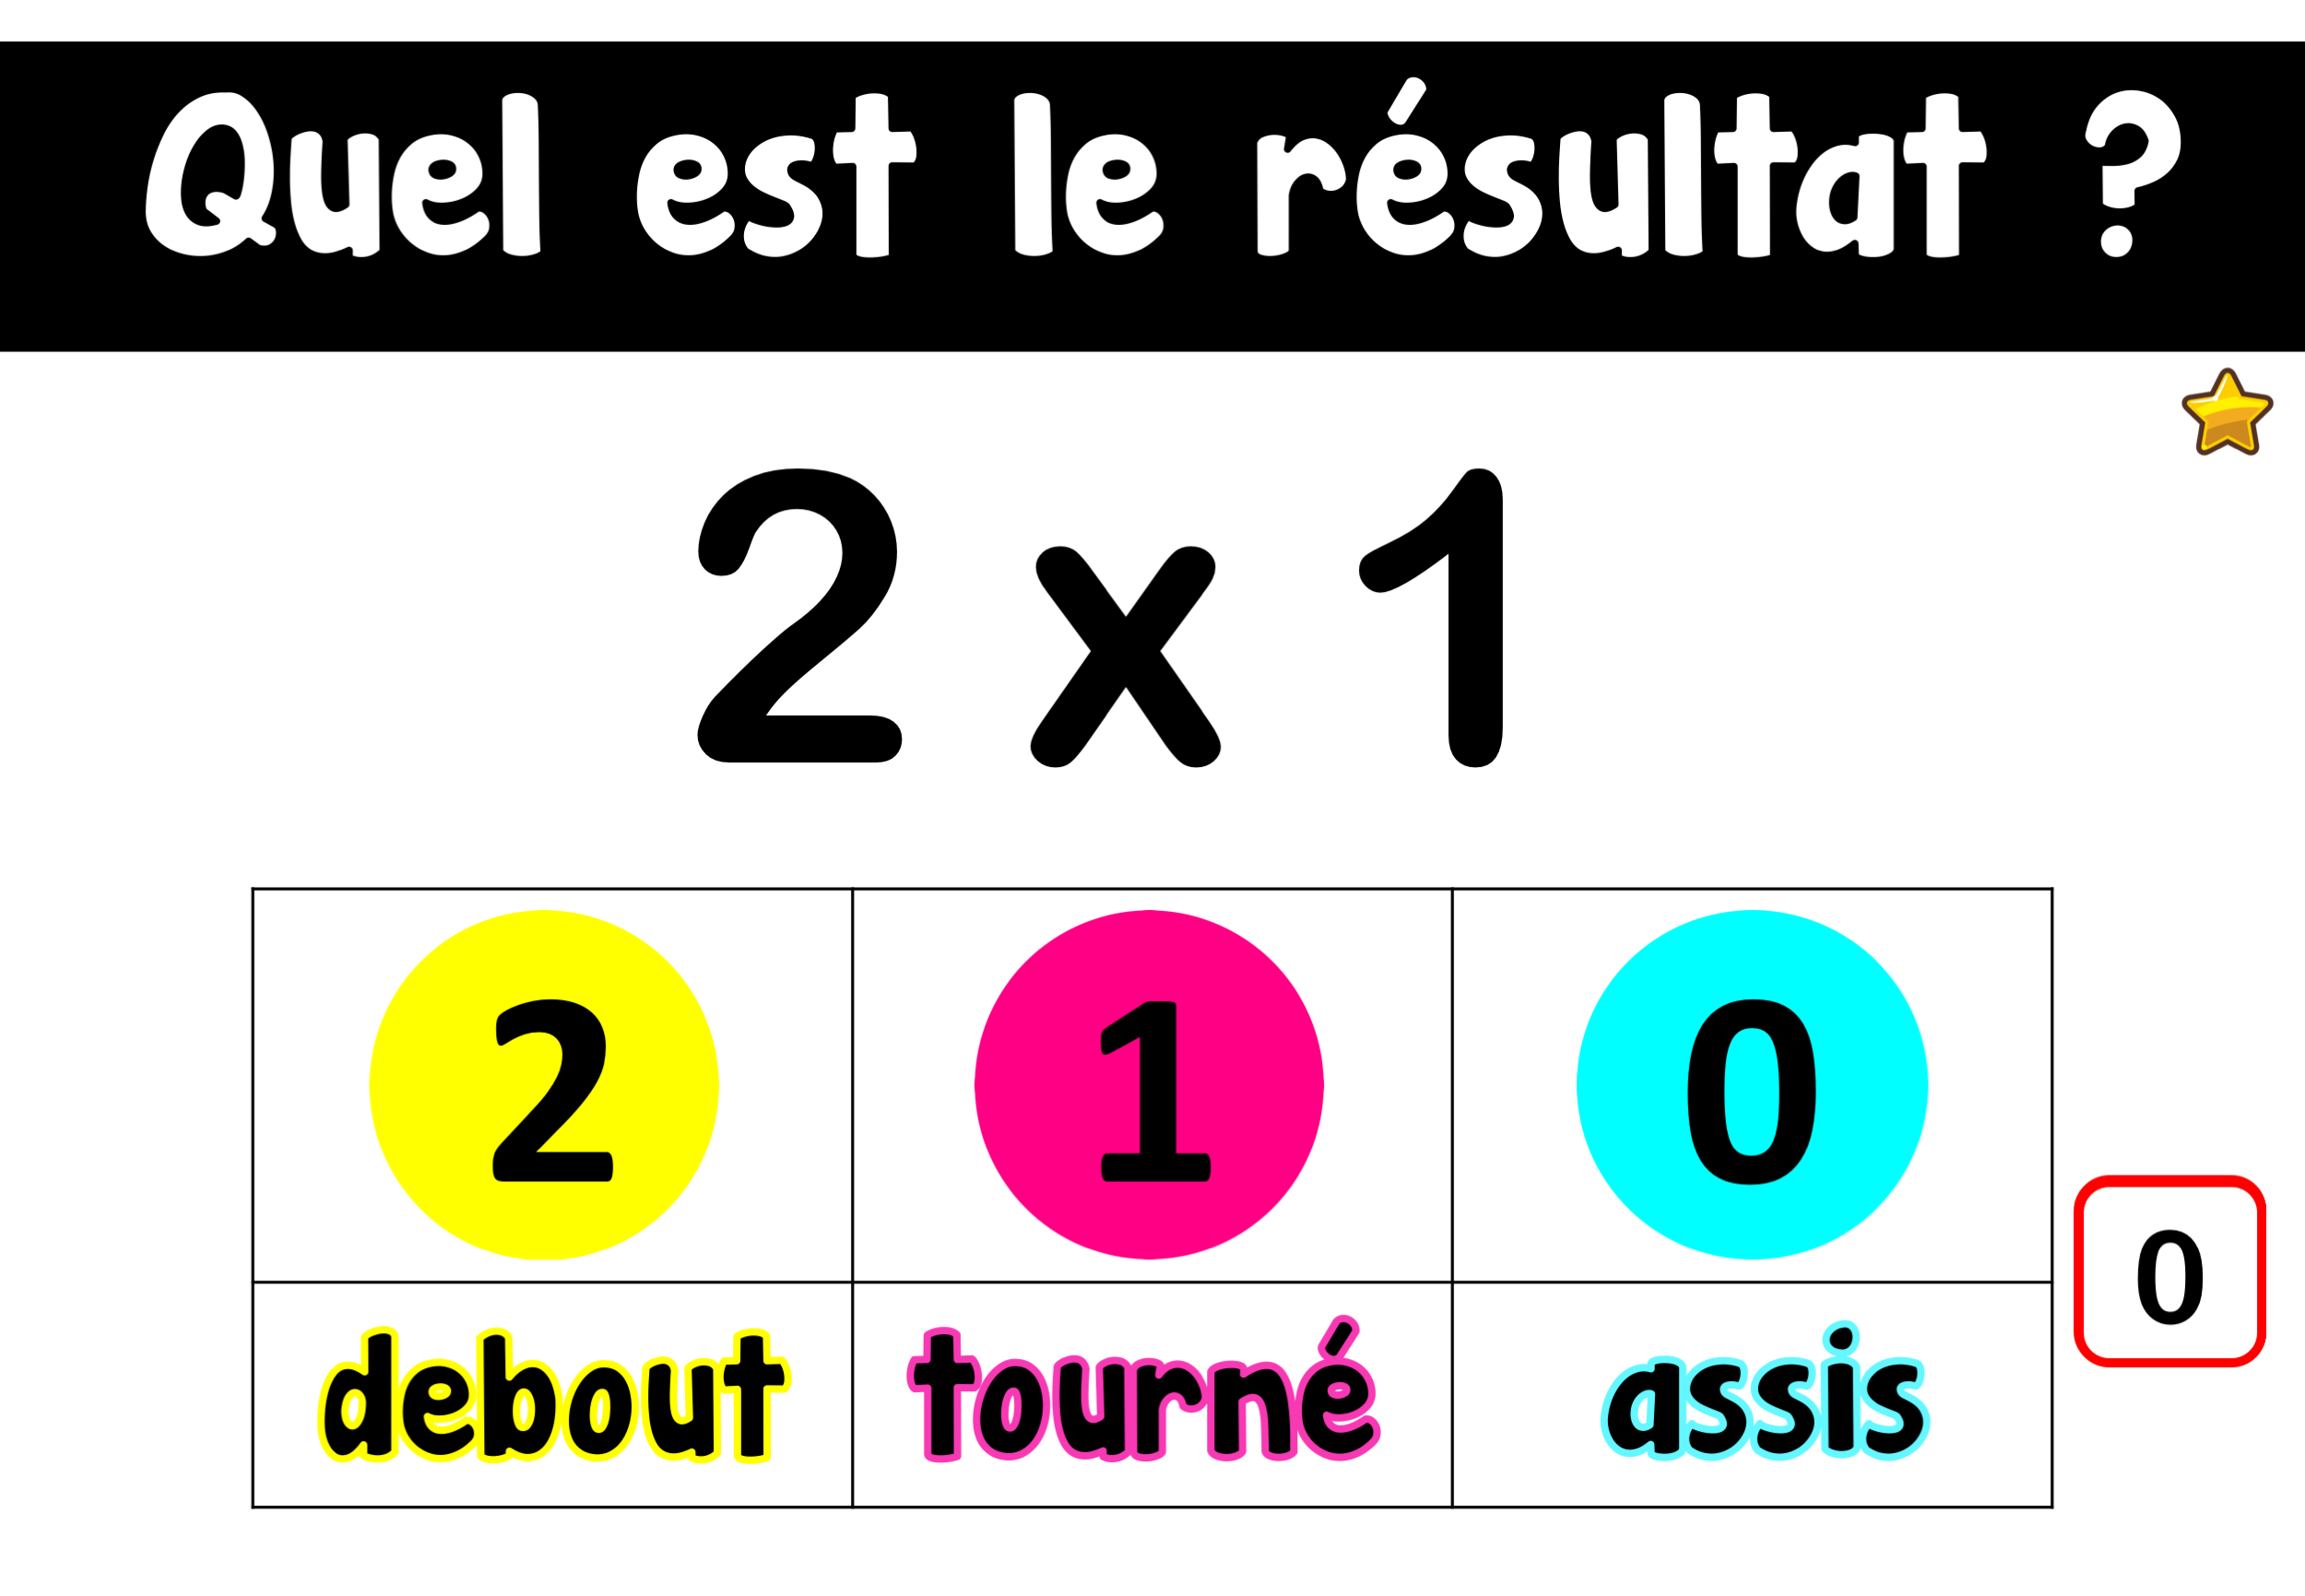 Quel est le résultat ?
2 x 1
2 1 0
0
debout tourné assis